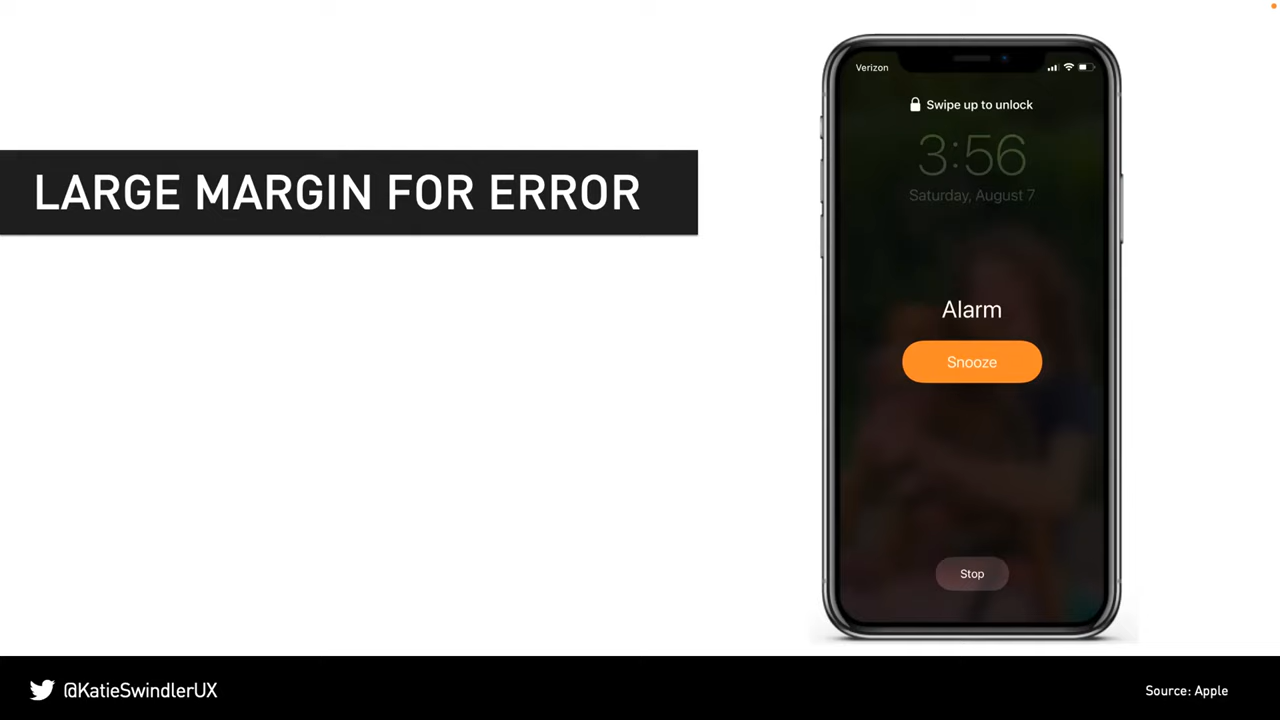 LARGE MARGIN FOR ERROR
Verizon
Swipe up to unlock
3:56
Saturday, August 7
Alarm
Snooze
Stop
@KatieSwindlerUX
Source: Apple